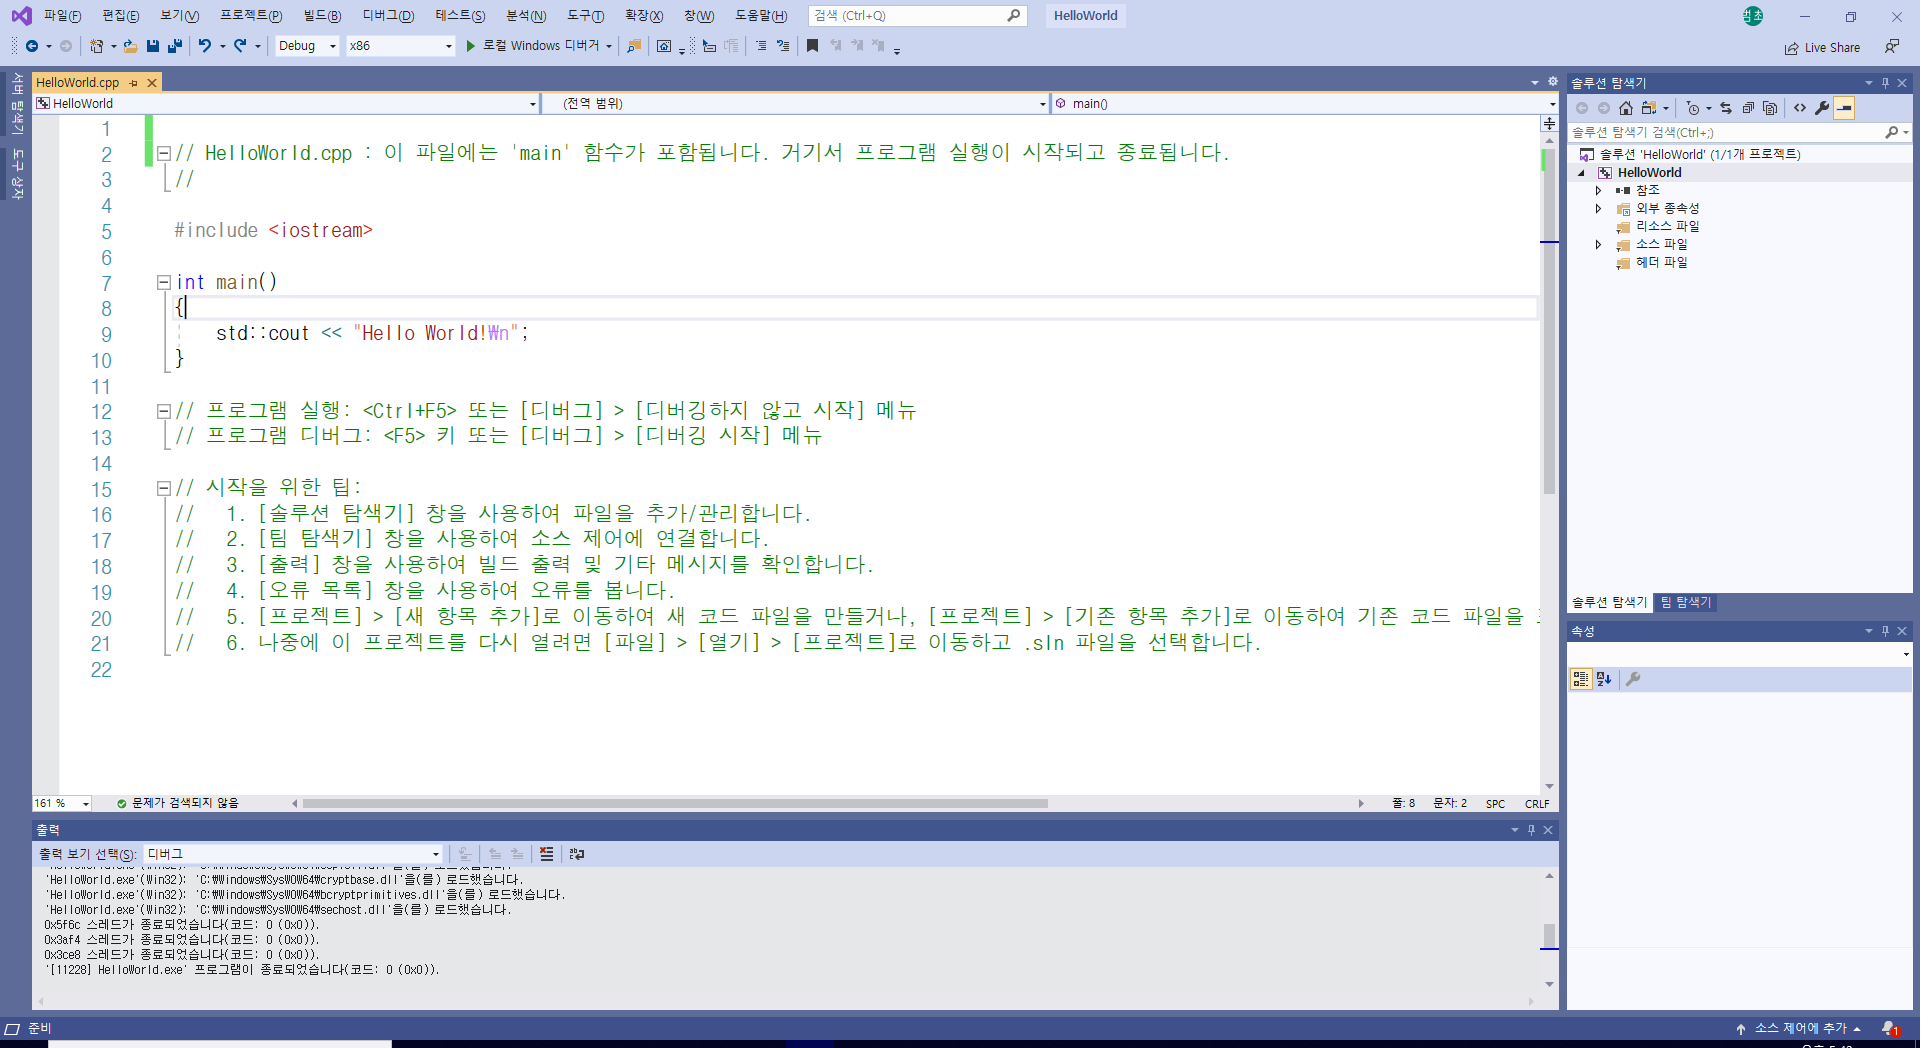 파일(F) 편집(E) 보기(V) 프로젝트(P) 빌드(B) 디버그(D) 테스트(S) 분석(N) 도구(T) 확장(X) 창(W) 도움말(H) 검색 (Ctrl+Q) HelloWorld 범초
Debug x86 로컬 Windows 디버거 Live Share
서버 탐색기
도구 상자
HelloWorld.cpp
HelloWorld (전역 범위) main()
1
2 // HelloWorld.cpp : 이 파일에는 'main' 함수가 포함됩니다. 거기서 프로그램 실행이 시작되고 종료됩니다.
3 //
4
5 #include <iostream>
6
7 int main()
8 {
9 std::cout << "Hello World!₩n";
10 }
11
12 // 프로그램 실행: <Ctrl+F5> 또는 [디버그] > [디버깅하지 않고 시작] 메뉴
13 // 프로그램 디버그: <F5> 키 또는 [디버그] > [디버깅 시작] 메뉴
14
15 // 시작을 위한 팁:
16 // 1. [솔루션 탐색기] 창을 사용하여 파일을 추가/관리합니다.
17 // 2. [팀 탐색기] 창을 사용하여 소스 제어에 연결합니다.
18 // 3. [출력] 창을 사용하여 빌드 출력 및 기타 메시지를 확인합니다.
19 // 4. [오류 목록] 창을 사용하여 오류를 봅니다.
20 // 5. [프로젝트] > [새 항목 추가]로 이동하여 새 코드 파일을 만들거나, [프로젝트] > [기존 항목 추가]로 이동하여 기존 코드 파일을
21 // 6. 나중에 이 프로젝트를 다시 열려면 [파일] > [열기] > [프로젝트]로 이동하고 .sln 파일을 선택합니다.
22
161 % 문제가 검색되지 않음 줄: 8 문자: 2 SPC CRLF
출력
출력 보기 선택(S): 디버그
'HelloWorld.exe'(Win32): 'C:₩Windows₩SysWOW64₩cryptbase.dll'을(를) 로드했습니다.
'HelloWorld.exe'(Win32): 'C:₩Windows₩SysWOW64₩bcryptprimitives.dll'을(를) 로드했습니다.
'HelloWorld.exe'(Win32): 'C:₩Windows₩SysWOW64₩sechost.dll'을(를) 로드했습니다.
0x5f6c 스레드가 종료되었습니다(코드: 0 (0x0)).
0x3af4 스레드가 종료되었습니다(코드: 0 (0x0)).
0x3ce8 스레드가 종료되었습니다(코드: 0 (0x0)).
'[11228] HelloWorld.exe' 프로그램이 종료되었습니다(코드: 0 (0x0)).
솔루션 탐색기
솔루션 탐색기 검색(Ctrl+;)
솔루션 'HelloWorld' (1/1개 프로젝트)
HelloWorld
참조
외부 종속성
리소스 파일
소스 파일
헤더 파일
솔루션 탐색기 팀 탐색기
속성
준비 소스 제어에 추가 1